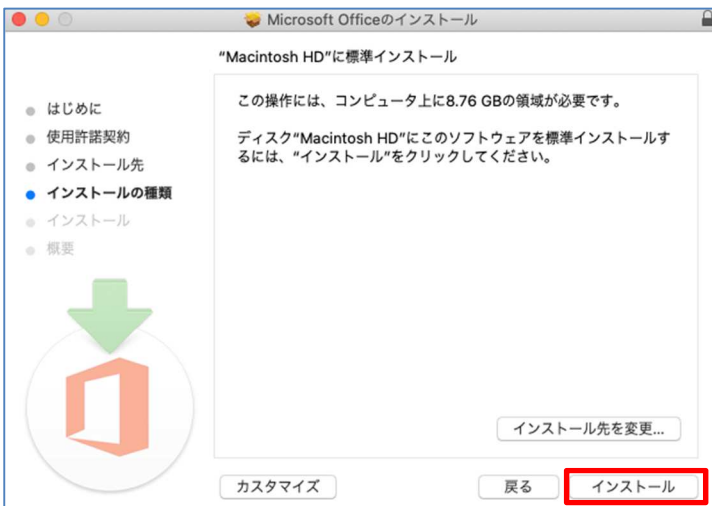 Microsoft Officeのインストール
“Macintosh HD”に標準インストール
はじめに
使用許諾契約
インストール先
インストールの種類
インストール
概要
この操作には、コンピュータ上に8.76 GBの領域が必要です。
ディスク“Macintosh HD”にこのソフトウェアを標準インストールす
るには、“インストール”をクリックしてください。
インストール先を変更...
カスタマイズ
戻る
インストール